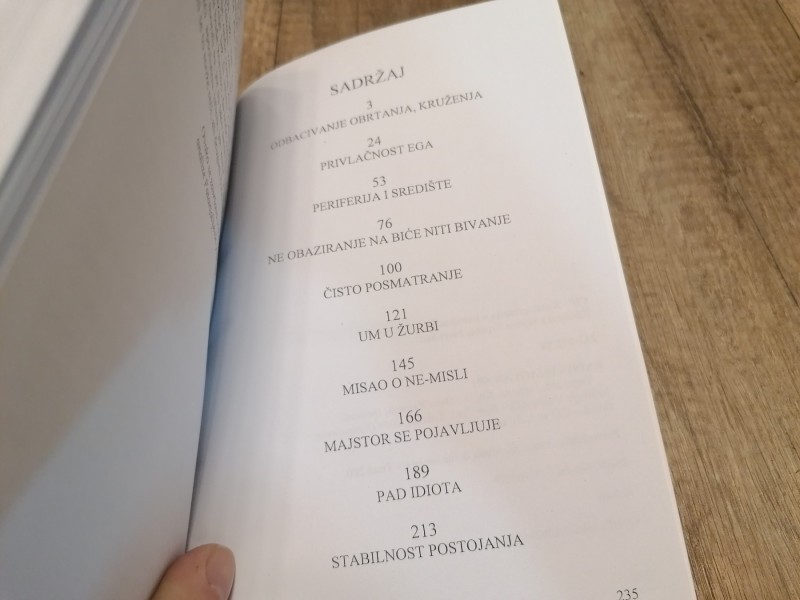 SADRŽAJ
3
ODBACIVANJE OBRTANJA, KRUŽENJA
24
PRIVLAČNOST EGA
53
PERIFERIJA I SREDIŠTE
76
NE OBAZIRANJE NA BIĆE NITI BIVANJE
100
ČISTO POSMATRANJE
121
UM U ŽURBI
145
MISAO O NE-MISLI
166
MAJSTOR SE POJAVLJUJE
189
PAD IDIOTA
213
STABILNOST POSTOJANJA
235